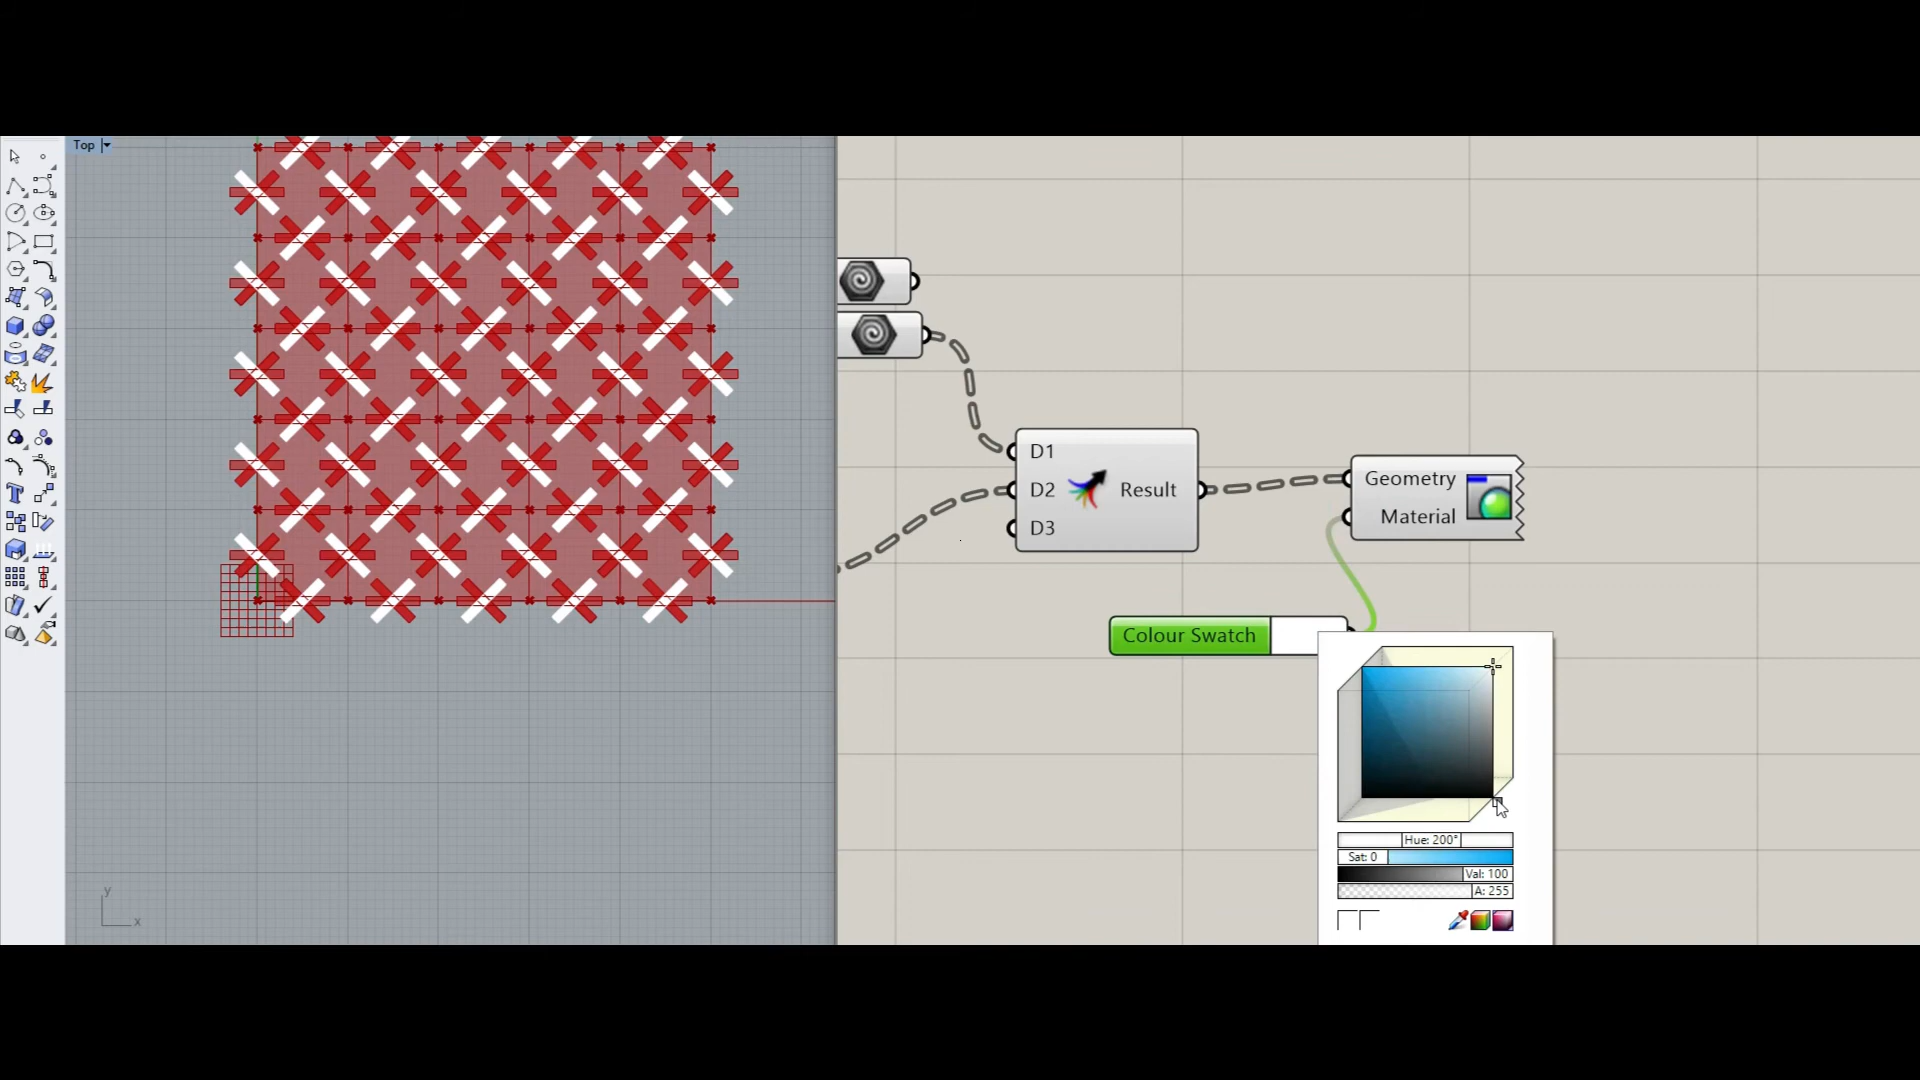 Top
D1
D2
D3
Result
Geometry
Material
Colour Swatch
Hue: 200°
Sat: 0
Val: 100
A: 255
y
x